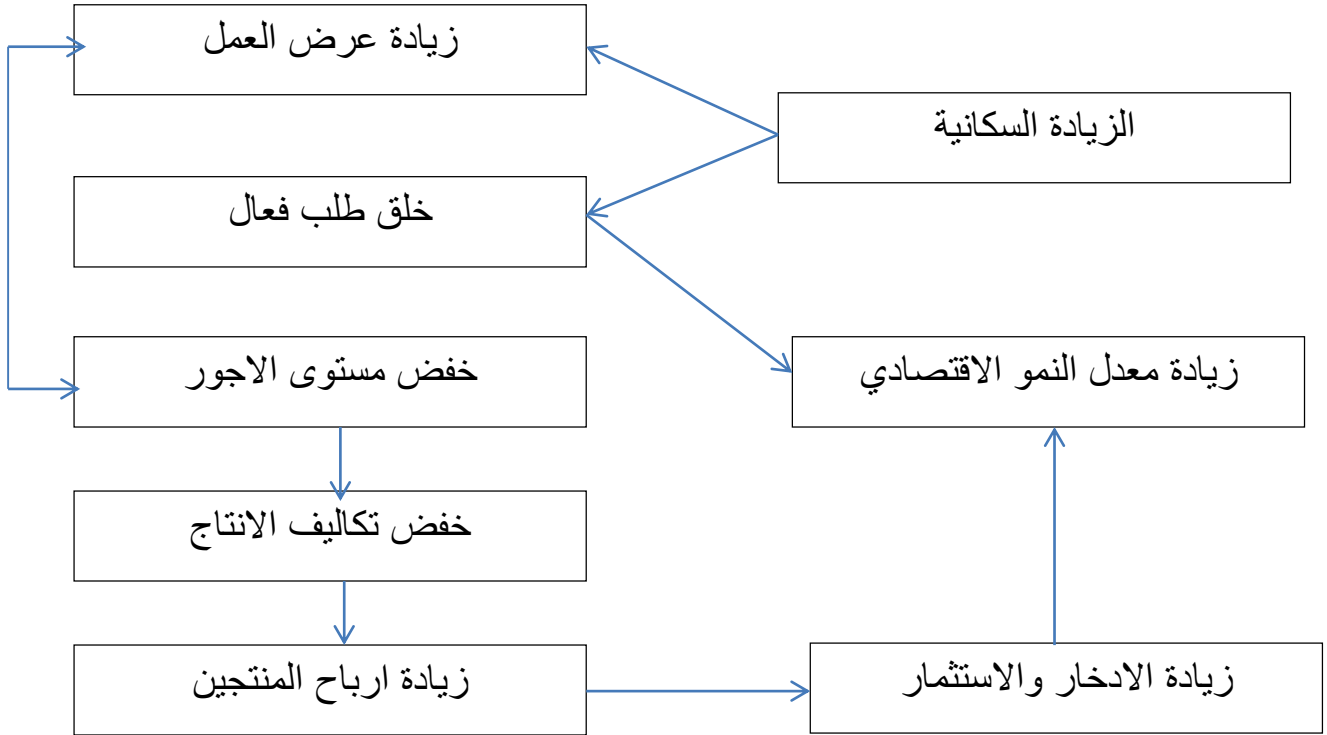 زيادة عرض العمل
الزيادة السكانية
خلق طلب فعال
خفض مستوى الاجور
زيادة معدل النمو الاقتصادي
خفض تكاليف الانتاج
زيادة ارباح المنتجين
زيادة الادخار والاستثمار